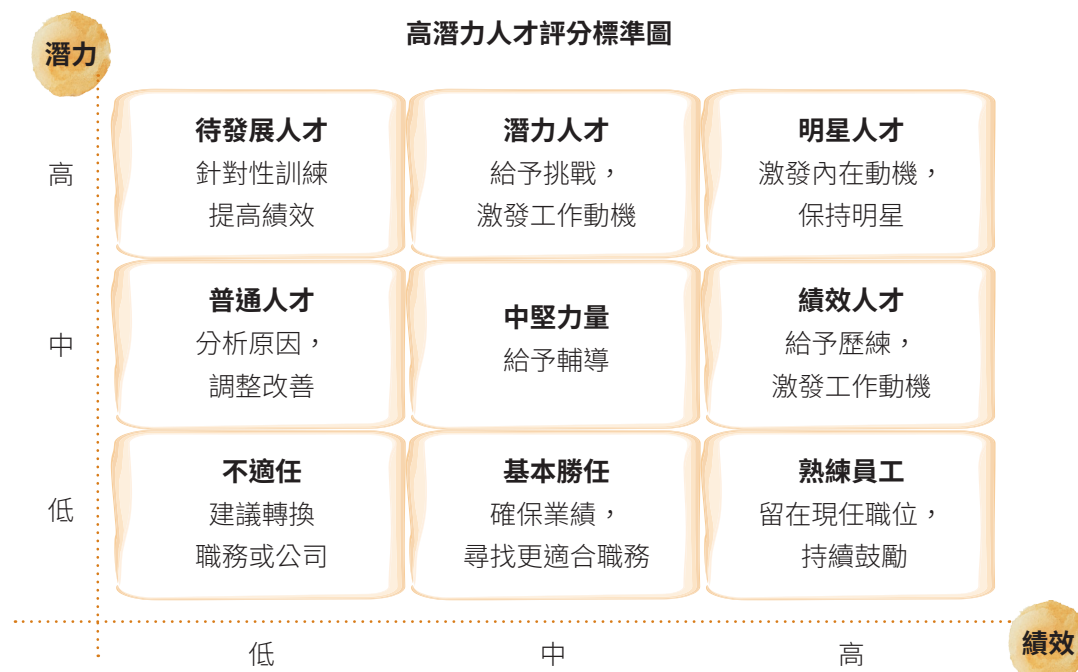 高潛力人才評分標準圖
潛力
高
待發展人才
針對性訓練
提高績效
潛力人才
給予挑戰，
激發工作動機
明星人才
激發內在動機，
保持明星
中
普通人才
分析原因，
調整改善
中堅力量
給予輔導
績效人才
給予歷練，
激發工作動機
低
不適任
建議轉換
職務或公司
基本勝任
確保業績，
尋找更適合職務
熟練員工
留在現任職位，
持續鼓勵
低
中
高
績效